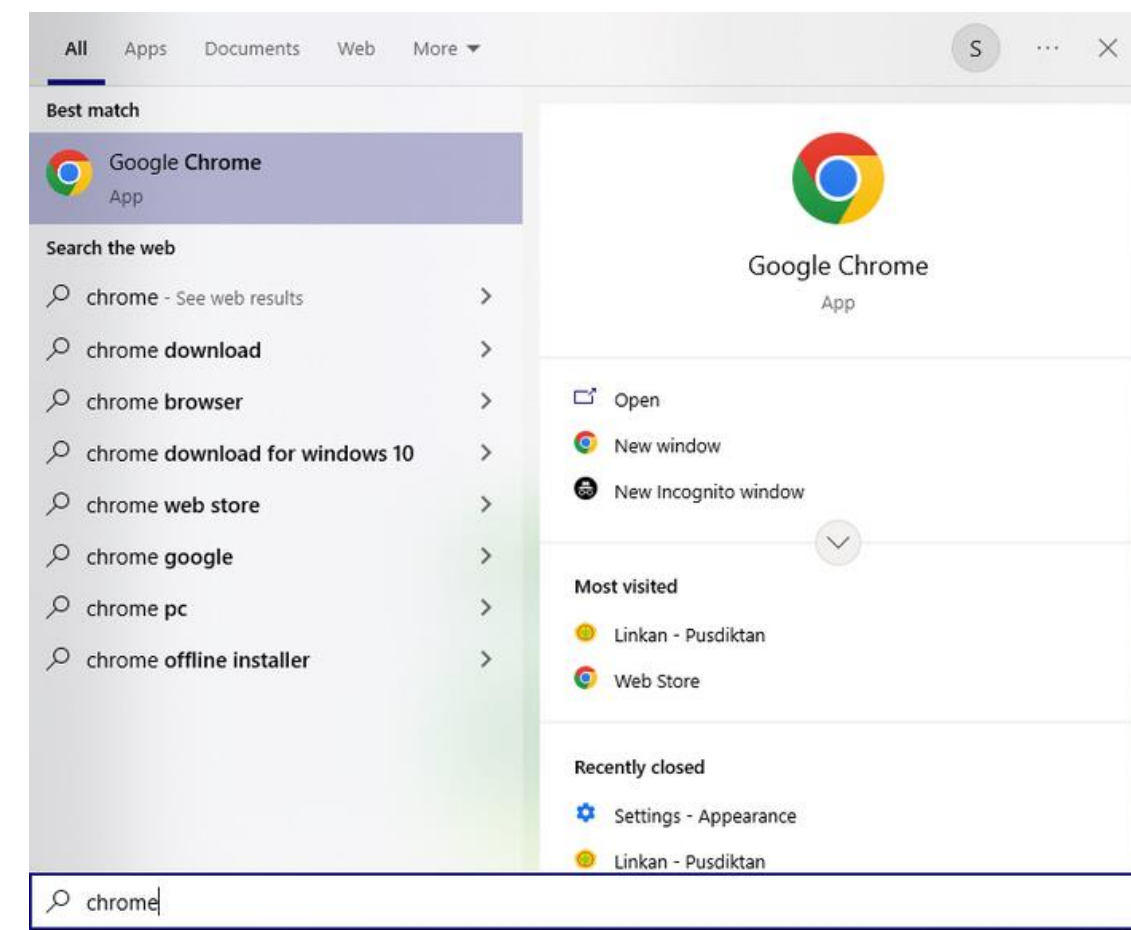 All Apps Documents Web More
S ...
Best match
Google Chrome
App
Search the web
chrome - See web results
chrome download
chrome browser
chrome download for windows 10
chrome web store
chrome google
chrome pc
chrome offline installer
Google Chrome
App
Open
New window
New Incognito window
Most visited
Linkan - Pusdiktan
Web Store
Recently closed
Settings - Appearance
Linkan - Pusdiktan
chrome